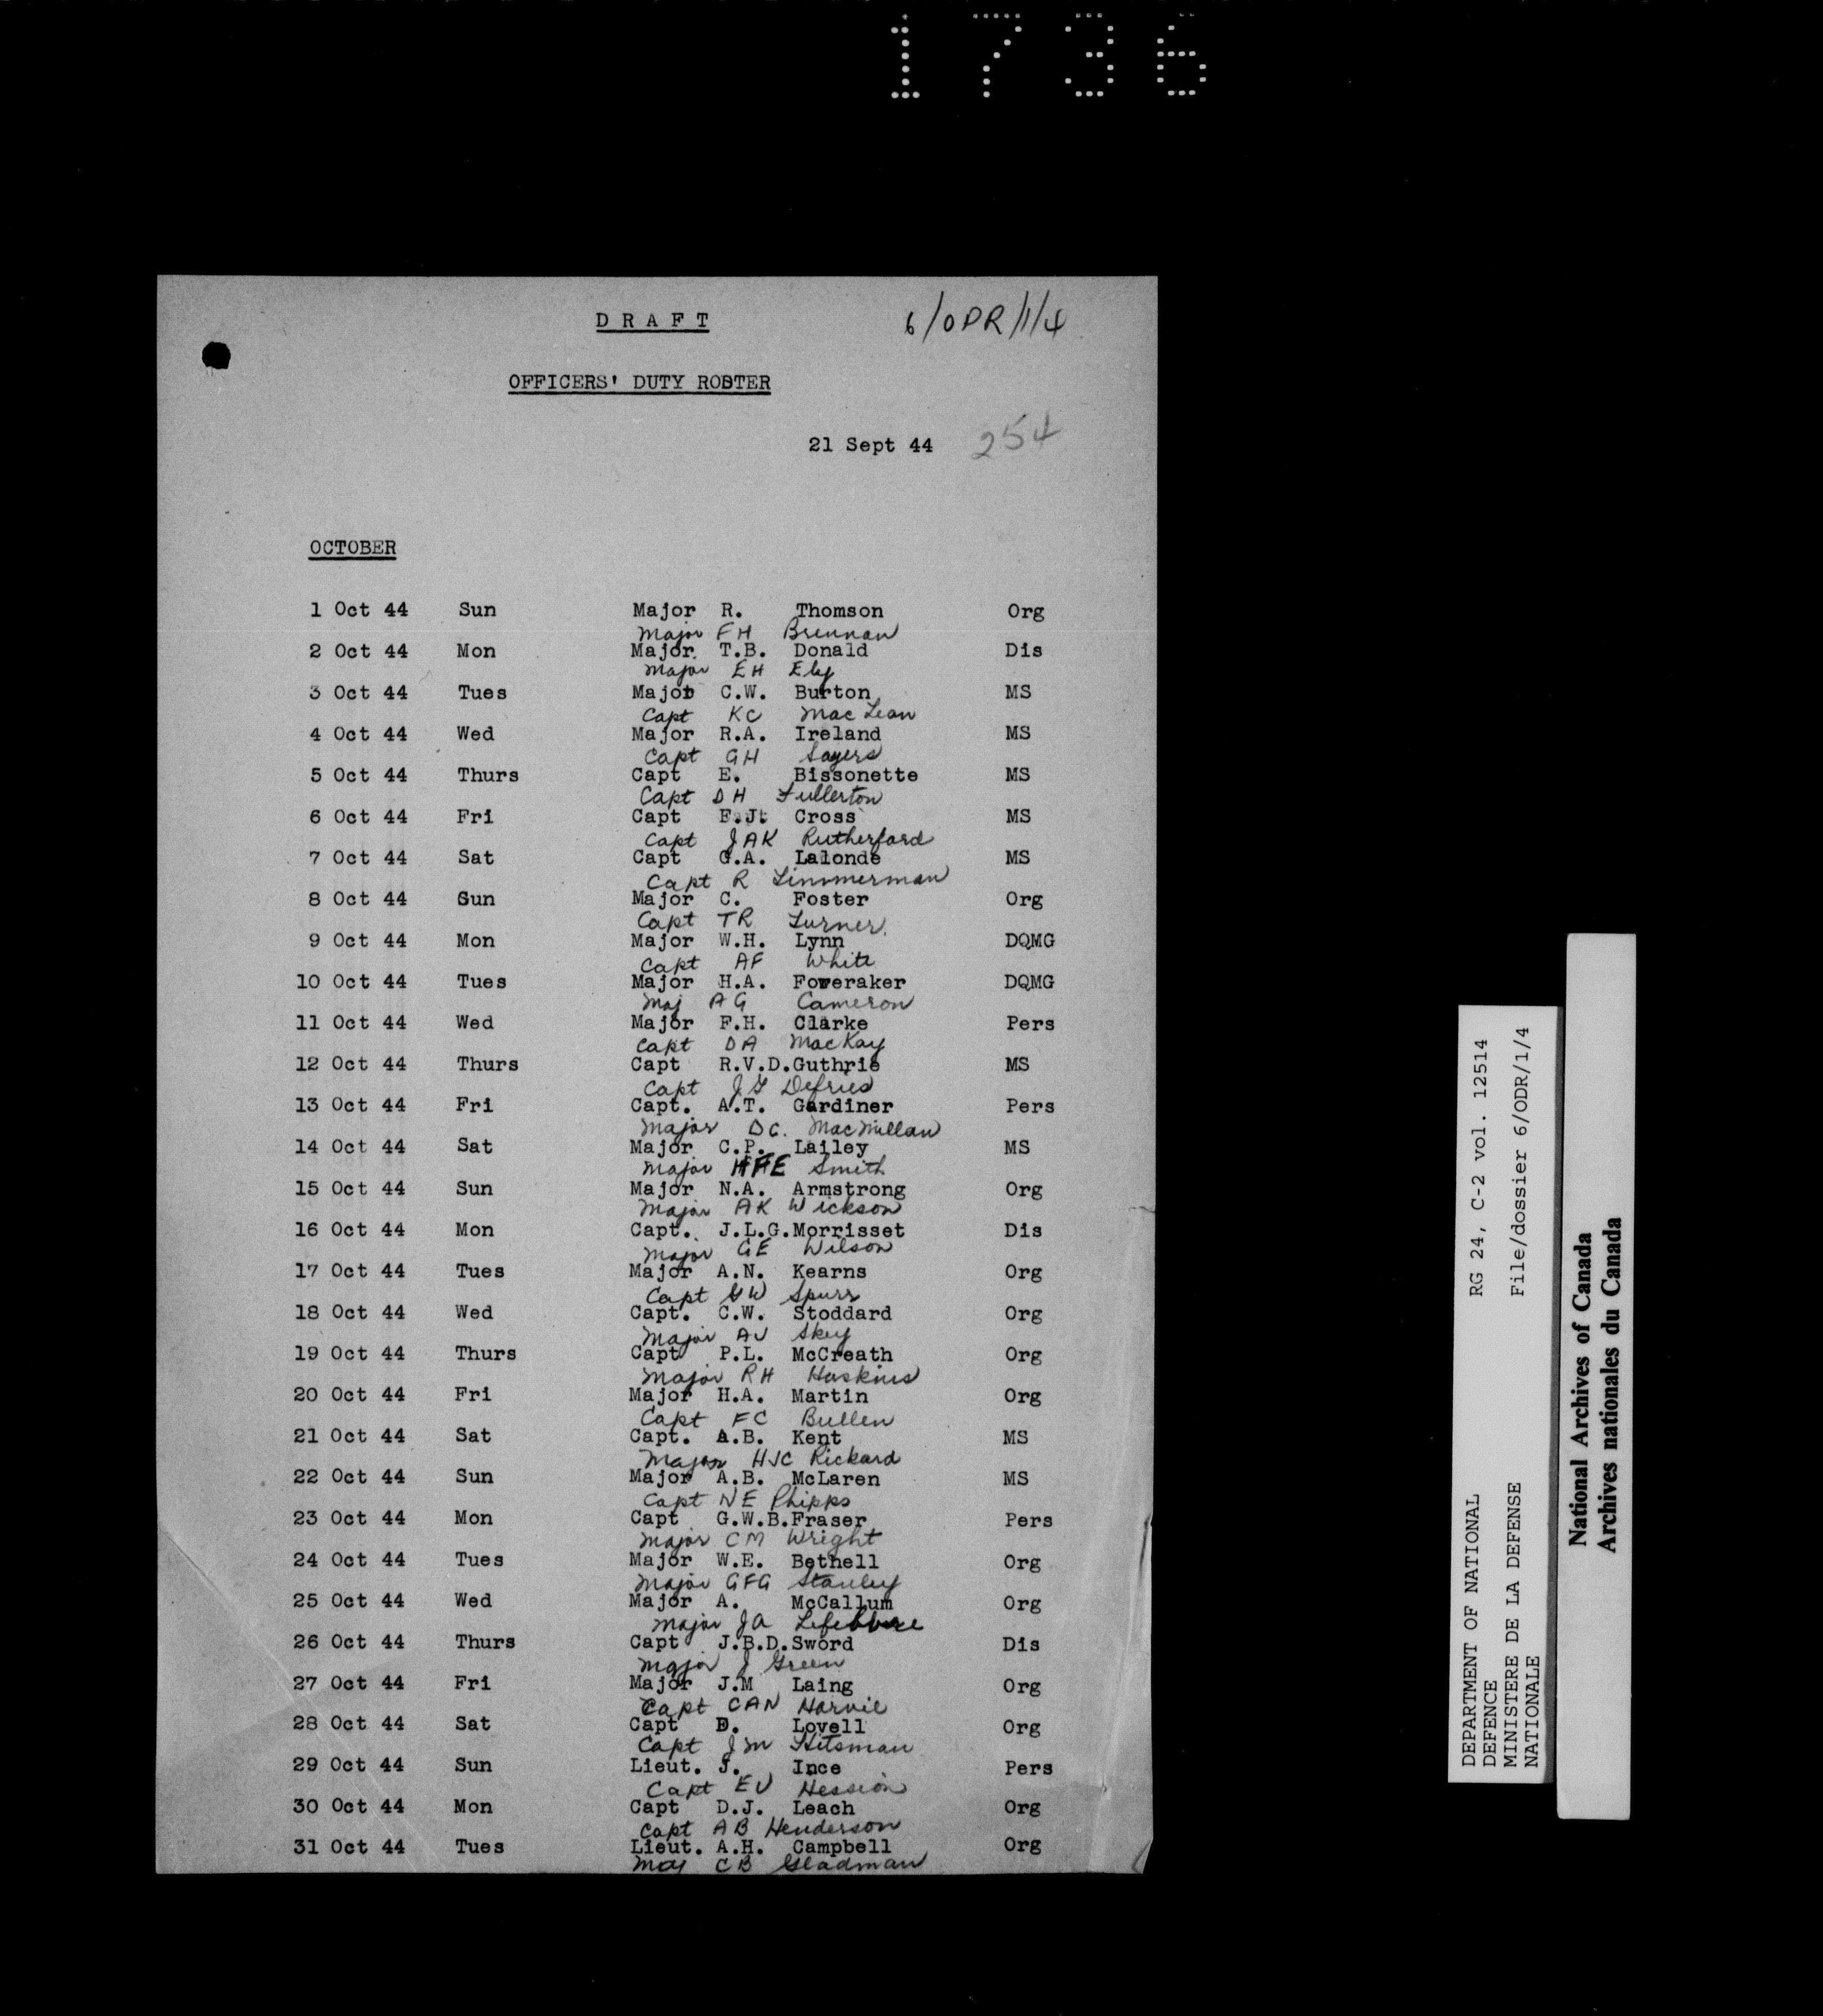 1736
D R A F T
6/ODR/1/4
OFFICERS' DUTY ROSTER
21 Sept 44
254
OCTOBER
1 Oct 44 Sun Major R. Thomson Org
Major FH Brennan
2 Oct 44 Mon Major T.B. Donald Dis
Major EH Ely
3 Oct 44 Tues Major C.W. Burton MS
Capt KC MacLean
4 Oct 44 Wed Major R.A. Ireland MS
Capt GH Sayers
5 Oct 44 Thurs Capt E. Bissonette MS
Capt DH Fullerton
6 Oct 44 Fri Capt E.J. Cross MS
Capt JAK Rutherford
7 Oct 44 Sat Capt G.A. Lalonde MS
Capt R Zimmerman
8 Oct 44 Sun Major C. Foster Org
Capt TR Turner
9 Oct 44 Mon Major W.H. Lynn DQMG
Capt AF White
10 Oct 44 Tues Major H.A. Foweraker DQMG
Maj AG Cameron
11 Oct 44 Wed Major F.H. Clarke Pers
Capt DA MacKay
12 Oct 44 Thurs Capt R.V.D.Guthrie MS
Capt Defries
13 Oct 44 Fri Capt. A.T. Gardiner Pers
Major DC. MacMillan
14 Oct 44 Sat Major C.P. Lailey MS
Major Smith
15 Oct 44 Sun Major N.A. Armstrong Org
Major AK Wickson
16 Oct 44 Mon Capt. J.L.G.Morrisset Dis
Major GE Wilson
17 Oct 44 Tues Major A.N. Kearns Org
Capt GW Spurr
18 Oct 44 Wed Capt. C.W. Stoddard Org
Major AJ Skey
19 Oct 44 Thurs Capt P.L. McCreath Org
Major RH Haskins
20 Oct 44 Fri Major H.A. Martin Org
Capt FC Bullen
21 Oct 44 Sat Capt. A.B. Kent MS
Major HJC Rickard
22 Oct 44 Sun Major A.B. McLaren MS
Capt NE Phipps
23 Oct 44 Mon Capt G.W.B.Fraser Pers
Major CM Wright
24 Oct 44 Tues Major W.E. Bethell Org
Major GFG Stanley
25 Oct 44 Wed Major A. McCallum Org
Major JA Lefebvre
26 Oct 44 Thurs Capt J.B.D.Sword Dis
Major J Green
27 Oct 44 Fri Major J.M Laing Org
Capt CAN Harvie
28 Oct 44 Sat Capt D. Lovell Org
Capt JM Hitsman
29 Oct 44 Sun Lieut. J. Ince Pers
Capt EV Hession
30 Oct 44 Mon Capt D.J. Leach Org
Capt AB Henderson
31 Oct 44 Tues Lieut. A.H. Campbell Org
Maj CB Gladman
DEPARTMENT OF NATIONAL RG 24, C-2 vol. 12514
DEFENCE
MINISTERE DE LA DEFENSE File/dossier 6/ODR/1/4
NATIONALE
National Archives of Canada
Archives nationales du Canada